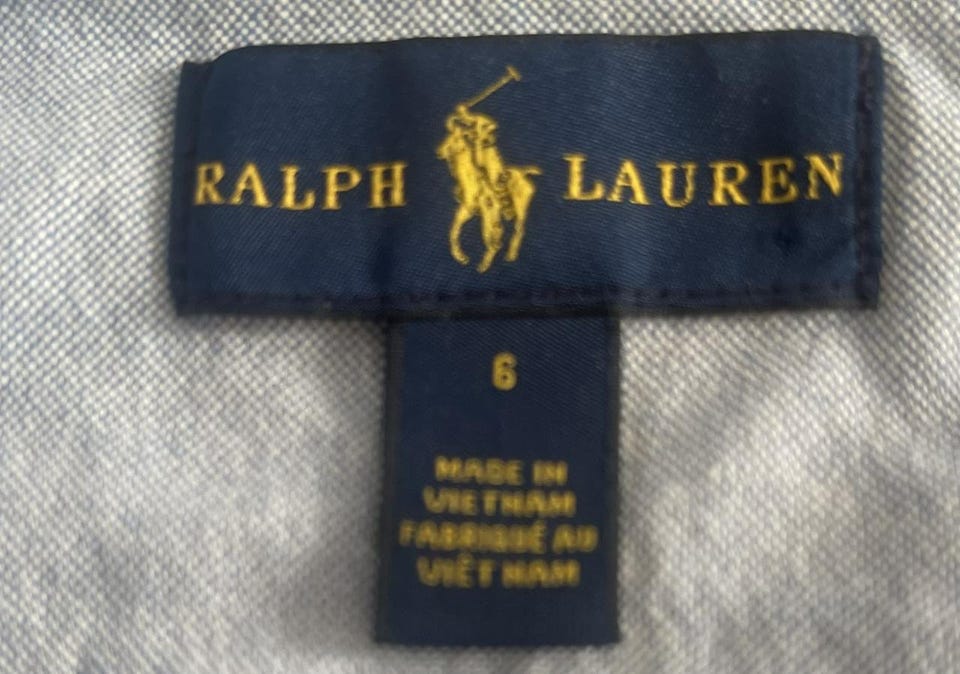 RALPH LAUREN
6
MADE IN
VIETNAM
FABRIQUÉ AU
VIÊT NAM